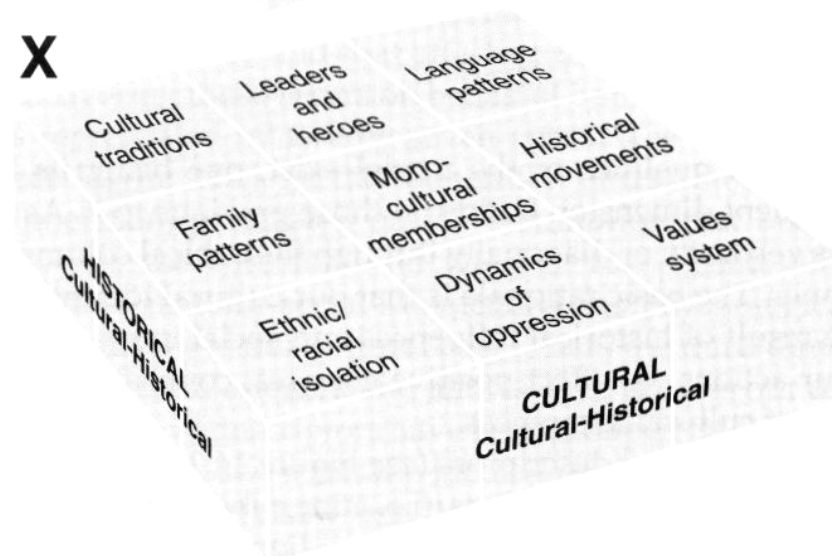 X
Cultural
traditions
Leaders
and
heroes
Language
patterns
Family
patterns
Mono-
cultural
memberships
Historical
movements
Ethnic/
racial
isolation
Dynamics
of
oppression
Values
system
HISTORICAL
Cultural-Historical
CULTURAL
Cultural-Historical